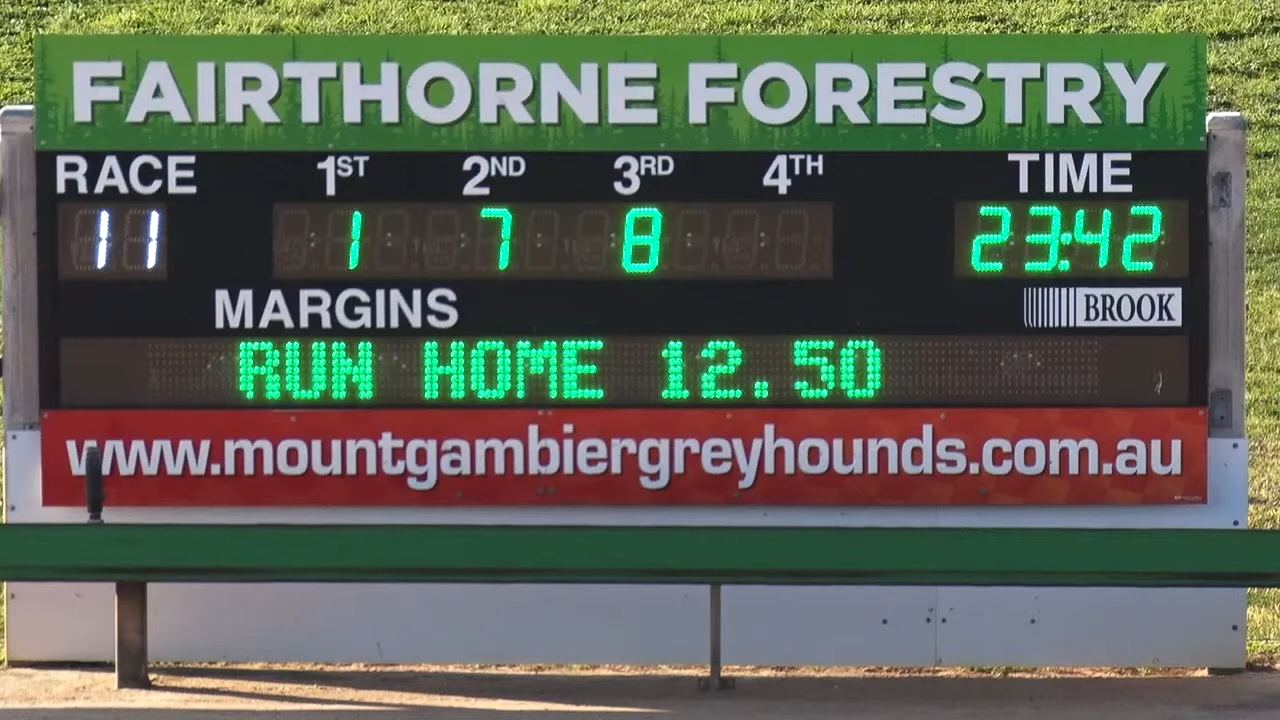 FAIRTHORNE FORESTRY
RACE 1ST 2ND 3RD 4TH TIME
11 1 7 8 23:42
MARGINS BROOK
RUN HOME 12.50
www.mountgambiergreyhounds.com.au